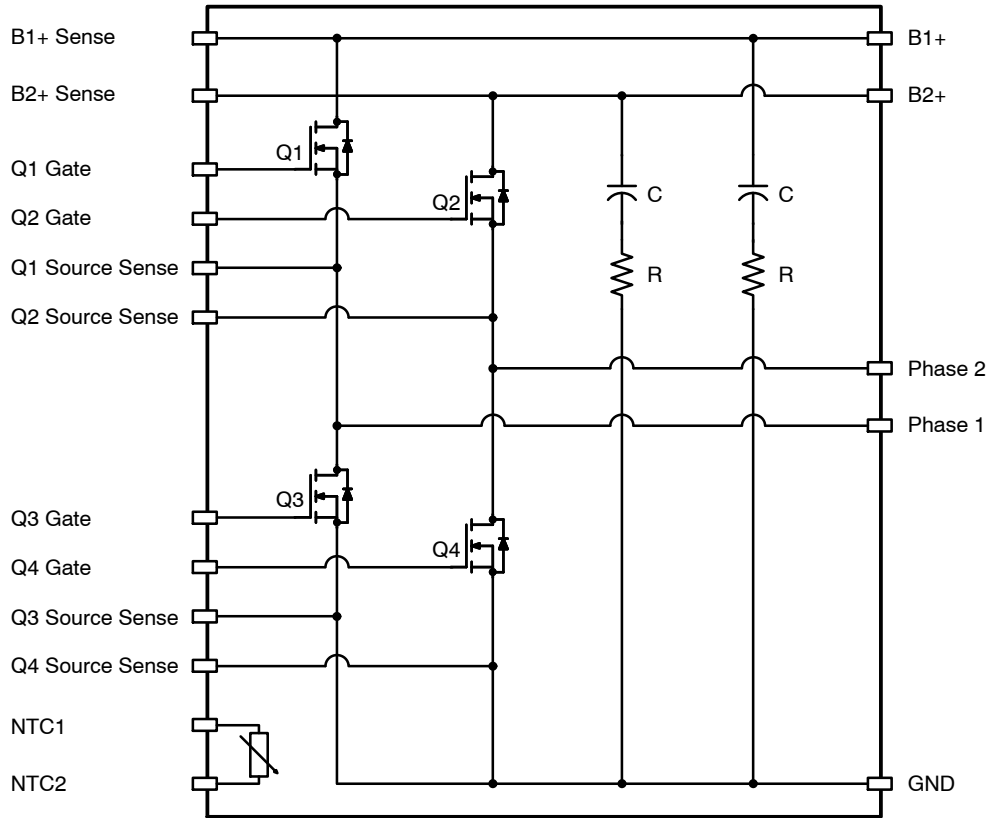 B1+ Sense
B1+
B2+ Sense
B2+
Q1
Q1 Gate
Q2
C
C
Q2 Gate
Q1 Source Sense
R
R
Q2 Source Sense
Phase 2
Phase 1
Q3
Q3 Gate
Q4
Q4 Gate
Q3 Source Sense
Q4 Source Sense
NTC1
NTC2
GND